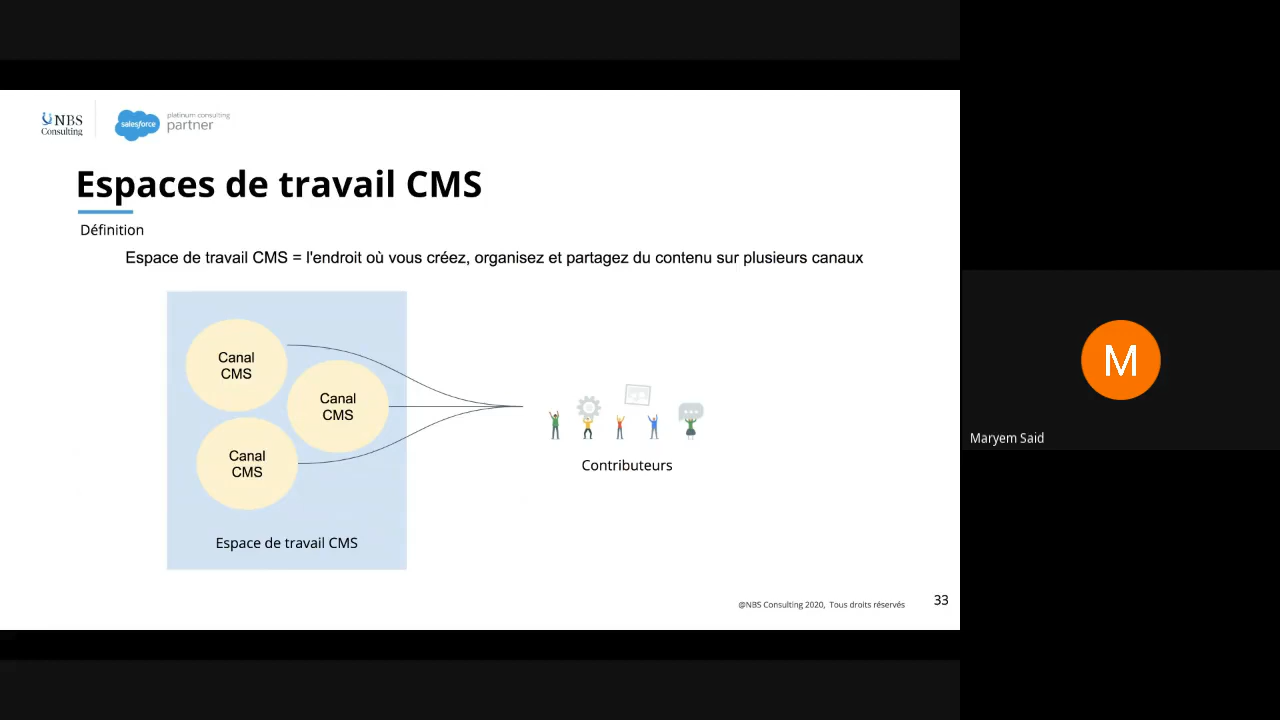 NBS
Consulting
salesforce
platinum consulting
partner
Espaces de travail CMS
Définition
Espace de travail CMS = l'endroit où vous créez, organisez et partagez du contenu sur plusieurs canaux
Canal
CMS
Canal
CMS
Canal
CMS
Contributeurs
Espace de travail CMS
@NBS Consulting 2020, Tous droits réservés
33
M
Maryem Said